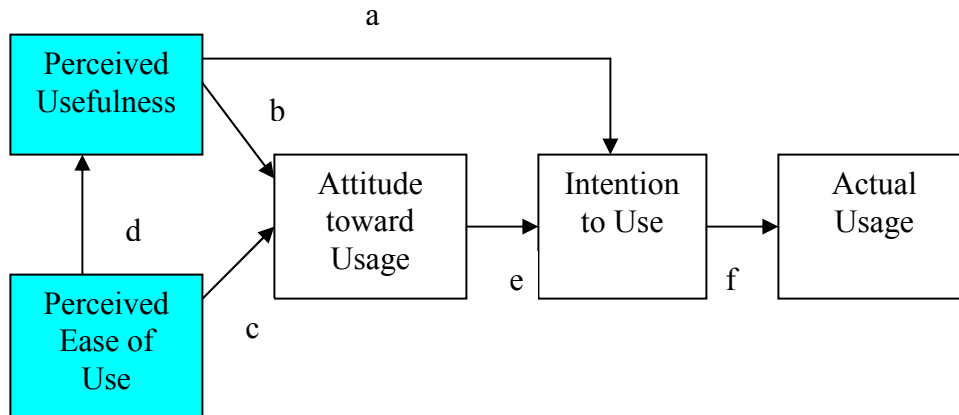 a
Perceived
Usefulness
b
Attitude
toward
Usage
Intention
to Use
Actual
Usage
d
e
f
Perceived
Ease of
Use
c